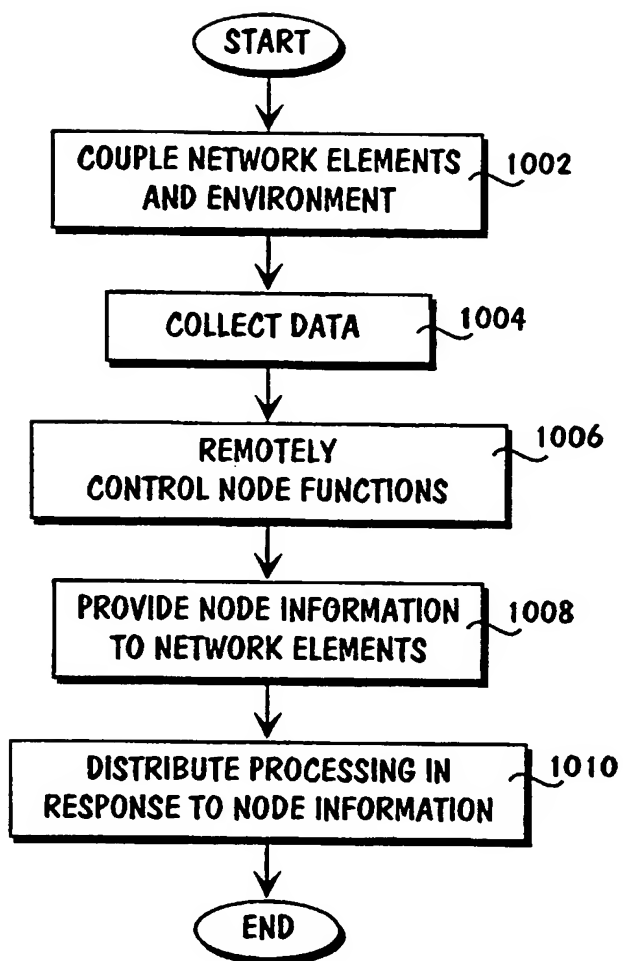 START
COUPLE NETWORK ELEMENTS
AND ENVIRONMENT
1002
COLLECT DATA
1004
REMOTELY
CONTROL NODE FUNCTIONS
1006
PROVIDE NODE INFORMATION
TO NETWORK ELEMENTS
1008
DISTRIBUTE PROCESSING IN
RESPONSE TO NODE INFORMATION
1010
END